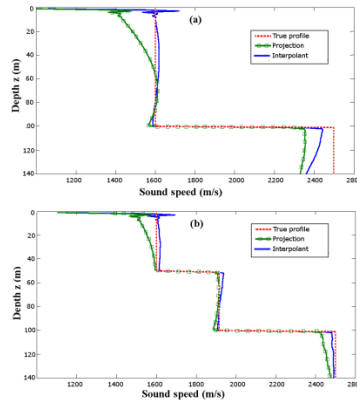 (a)
True profile
Projection
Interpolant
Depth z (m)
0
20
40
60
80
100
120
140
1200 1400 1600 1800 2000 2200 2400 2600 2800
Sound speed (m/s)
(b)
True profile
Projection
Interpolant
Depth z (m)
0
20
40
60
80
100
120
140
1200 1400 1600 1800 2000 2200 2400 2600 280
Sound speed (m/s)